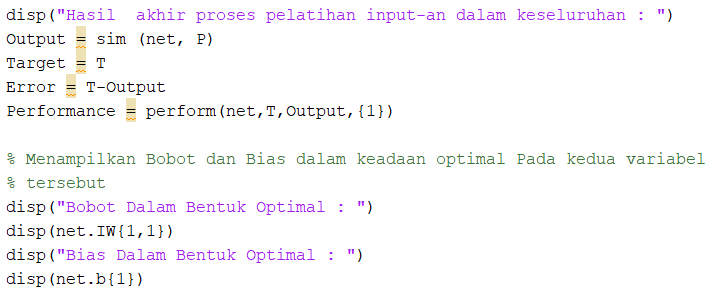 disp("Hasil  akhir proses pelatihan input-an dalam keseluruhan : ")
Output = sim (net, P)
Target = T
Error = T-Output
Performance = perform(net,T,Output,{1})
% Menampilkan Bobot dan Bias dalam keadaan optimal Pada kedua variabel
% tersebut
disp("Bobot Dalam Bentuk Optimal : ")
disp(net.IW{1,1})
disp("Bias Dalam Bentuk Optimal : ")
disp(net.b{1})